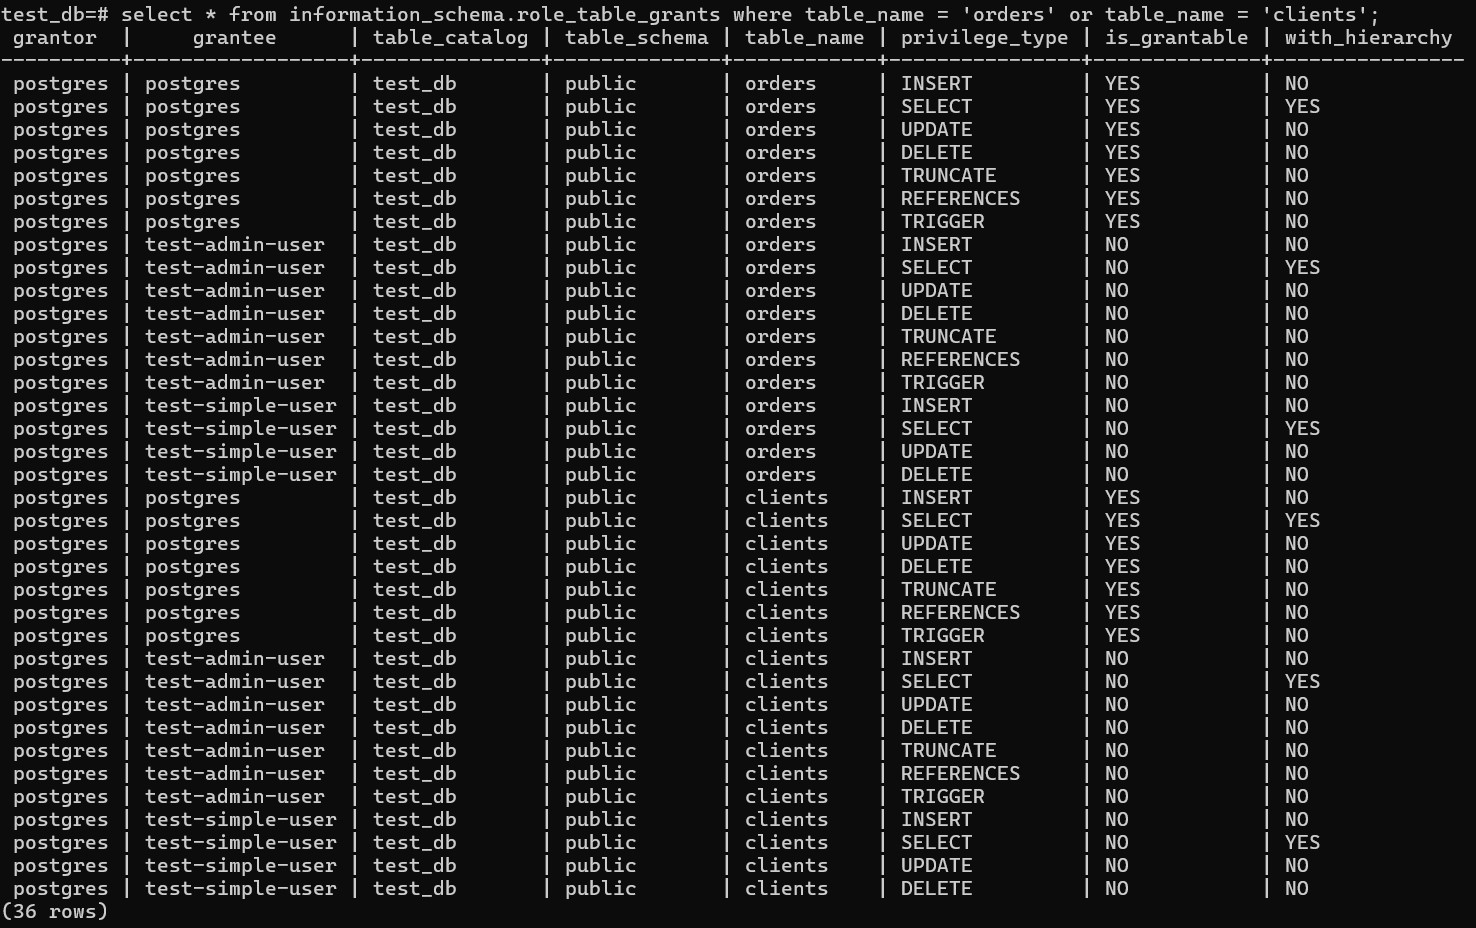 test_db=# select * from information_schema.role_table_grants where table_name = 'orders' or table_name = 'clients';
 grantor  |     grantee      | table_catalog | table_schema | table_name | privilege_type | is_grantable | with_hierarchy
----------+------------------+---------------+--------------+------------+----------------+--------------+----------------
 postgres | postgres         | test_db       | public       | orders     | INSERT         | YES          | NO
 postgres | postgres         | test_db       | public       | orders     | SELECT         | YES          | YES
 postgres | postgres         | test_db       | public       | orders     | UPDATE         | YES          | NO
 postgres | postgres         | test_db       | public       | orders     | DELETE         | YES          | NO
 postgres | postgres         | test_db       | public       | orders     | TRUNCATE       | YES          | NO
 postgres | postgres         | test_db       | public       | orders     | REFERENCES     | YES          | NO
 postgres | postgres         | test_db       | public       | orders     | TRIGGER        | YES          | NO
 postgres | test-admin-user  | test_db       | public       | orders     | INSERT         | NO           | NO
 postgres | test-admin-user  | test_db       | public       | orders     | SELECT         | NO           | YES
 postgres | test-admin-user  | test_db       | public       | orders     | UPDATE         | NO           | NO
 postgres | test-admin-user  | test_db       | public       | orders     | DELETE         | NO           | NO
 postgres | test-admin-user  | test_db       | public       | orders     | TRUNCATE       | NO           | NO
 postgres | test-admin-user  | test_db       | public       | orders     | REFERENCES     | NO           | NO
 postgres | test-admin-user  | test_db       | public       | orders     | TRIGGER        | NO           | NO
 postgres | test-simple-user | test_db       | public       | orders     | INSERT         | NO           | NO
 postgres | test-simple-user | test_db       | public       | orders     | SELECT         | NO           | YES
 postgres | test-simple-user | test_db       | public       | orders     | UPDATE         | NO           | NO
 postgres | test-simple-user | test_db       | public       | orders     | DELETE         | NO           | NO
 postgres | postgres         | test_db       | public       | clients    | INSERT         | YES          | NO
 postgres | postgres         | test_db       | public       | clients    | SELECT         | YES          | YES
 postgres | postgres         | test_db       | public       | clients    | UPDATE         | YES          | NO
 postgres | postgres         | test_db       | public       | clients    | DELETE         | YES          | NO
 postgres | postgres         | test_db       | public       | clients    | TRUNCATE       | YES          | NO
 postgres | postgres         | test_db       | public       | clients    | REFERENCES     | YES          | NO
 postgres | postgres         | test_db       | public       | clients    | TRIGGER        | YES          | NO
 postgres | test-admin-user  | test_db       | public       | clients    | INSERT         | NO           | NO
 postgres | test-admin-user  | test_db       | public       | clients    | SELECT         | NO           | YES
 postgres | test-admin-user  | test_db       | public       | clients    | UPDATE         | NO           | NO
 postgres | test-admin-user  | test_db       | public       | clients    | DELETE         | NO           | NO
 postgres | test-admin-user  | test_db       | public       | clients    | TRUNCATE       | NO           | NO
 postgres | test-admin-user  | test_db       | public       | clients    | REFERENCES     | NO           | NO
 postgres | test-admin-user  | test_db       | public       | clients    | TRIGGER        | NO           | NO
 postgres | test-simple-user | test_db       | public       | clients    | INSERT         | NO           | NO
 postgres | test-simple-user | test_db       | public       | clients    | SELECT         | NO           | YES
 postgres | test-simple-user | test_db       | public       | clients    | UPDATE         | NO           | NO
 postgres | test-simple-user | test_db       | public       | clients    | DELETE         | NO           | NO
(36 rows)